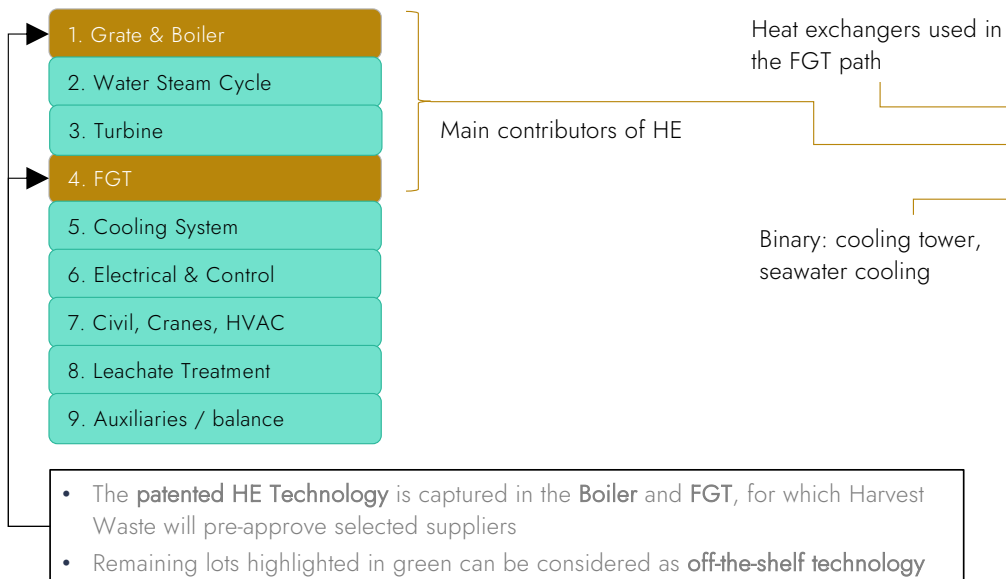 1. Grate & Boiler
2. Water Steam Cycle
3. Turbine
4. FGT
5. Cooling System
6. Electrical & Control
7. Civil, Cranes, HVAC
8. Leachate Treatment
9. Auxiliaries / balance
Main contributors of HE
Heat exchangers used in
the FGT path
Binary: cooling tower,
seawater cooling
• The patented HE Technology is captured in the Boiler and FGT, for which Harvest
Waste will pre-approve selected suppliers
• Remaining lots highlighted in green can be considered as off-the-shelf technology